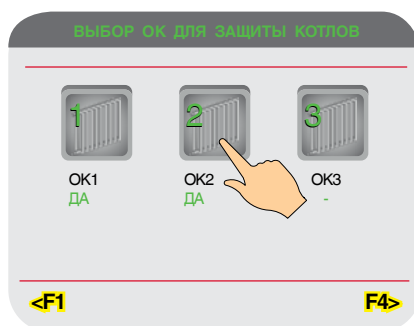 ВЫБОР ОК ДЛЯ ЗАЩИТЫ КОТЛОВ
1 2 3
ОК1 ОК2 ОК3
ДА ДА -
<F1 F4>